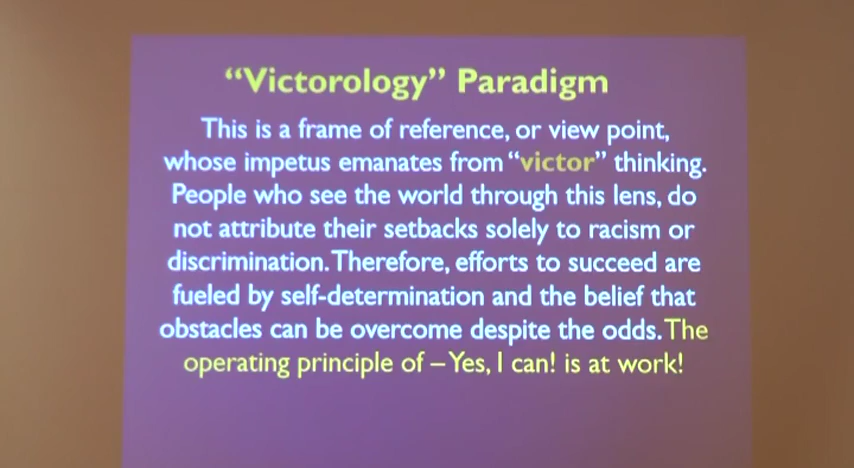 “Victorology” Paradigm
This is a frame of reference, or view point,
whose impetus emanates from “victor” thinking.
People who see the world through this lens, do
not attribute their setbacks solely to racism or
discrimination. Therefore, efforts to succeed are
fueled by self-determination and the belief that
obstacles can be overcome despite the odds. The
operating principle of – Yes, I can! is at work!